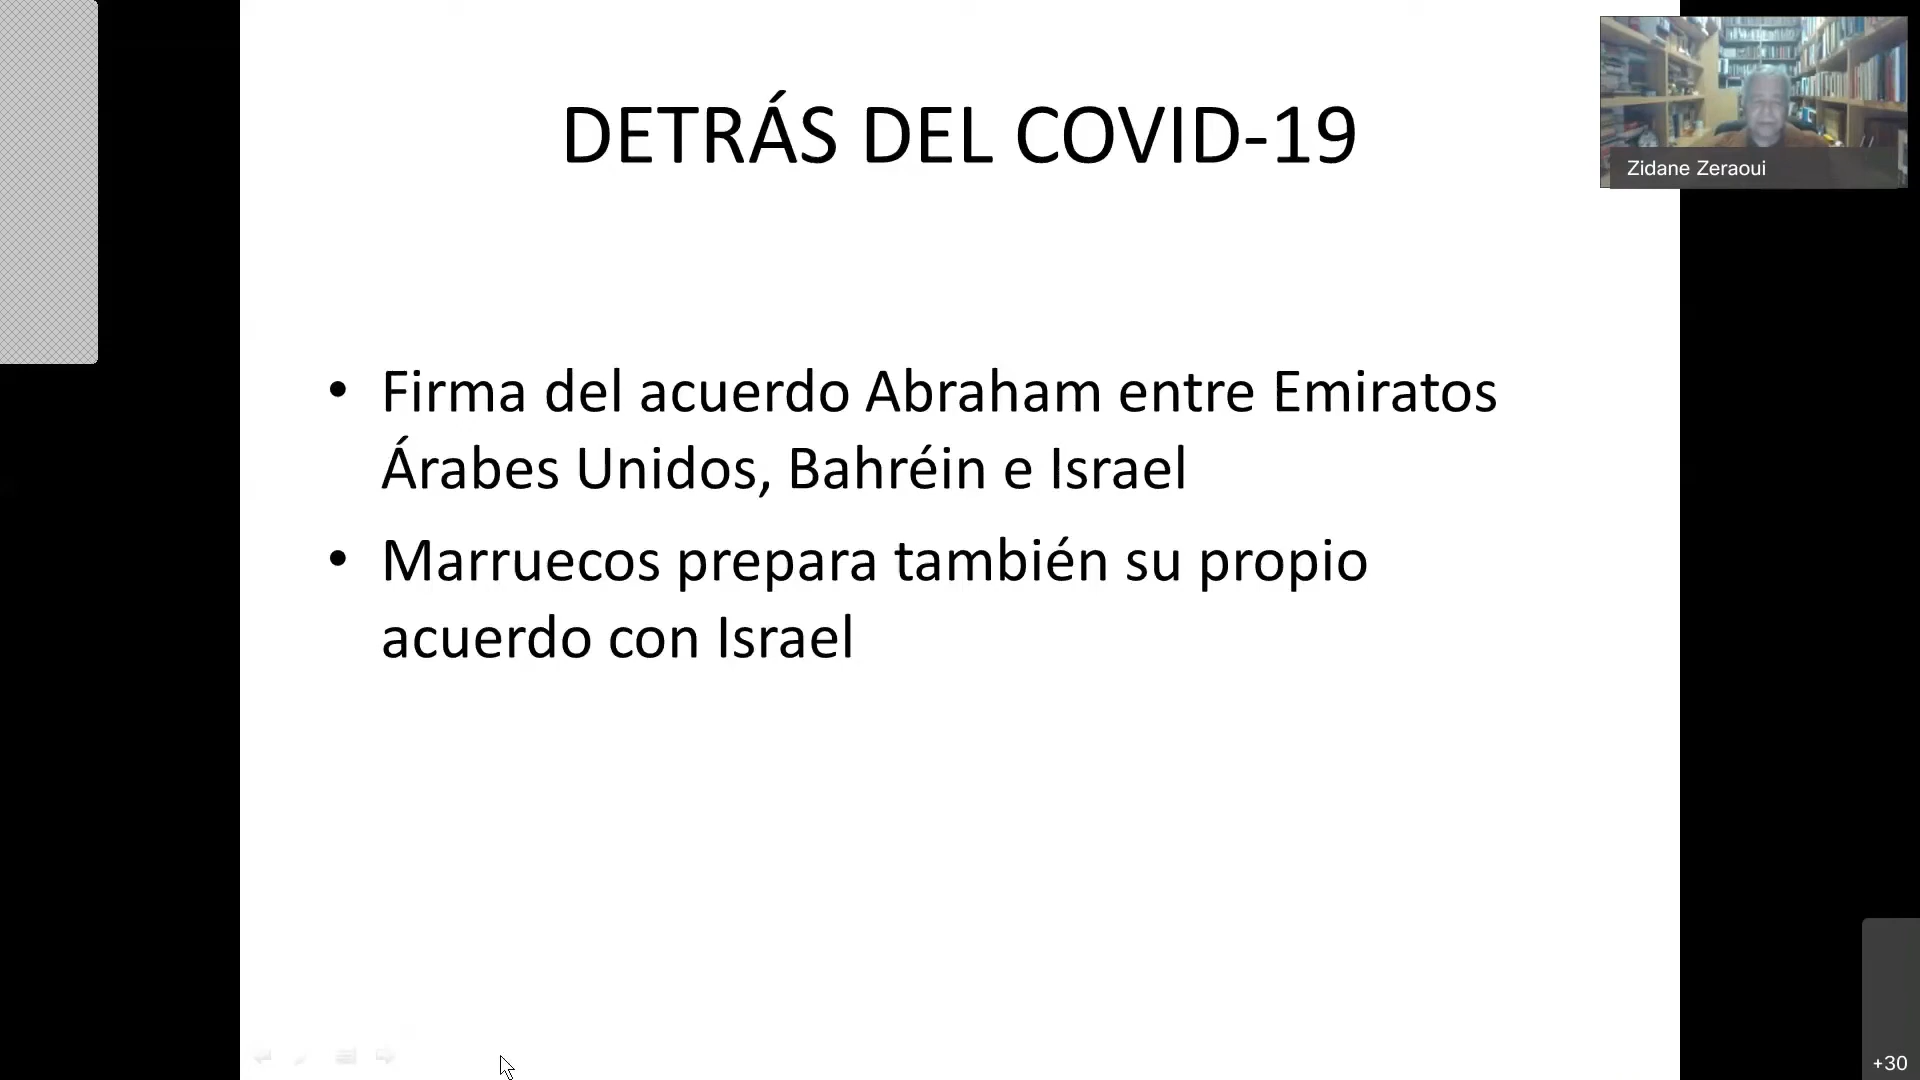 DETRÁS DEL COVID-19
Zidane Zeraoui
• Firma del acuerdo Abraham entre Emiratos
Árabes Unidos, Bahréin e Israel
• Marruecos prepara también su propio
acuerdo con Israel
+30